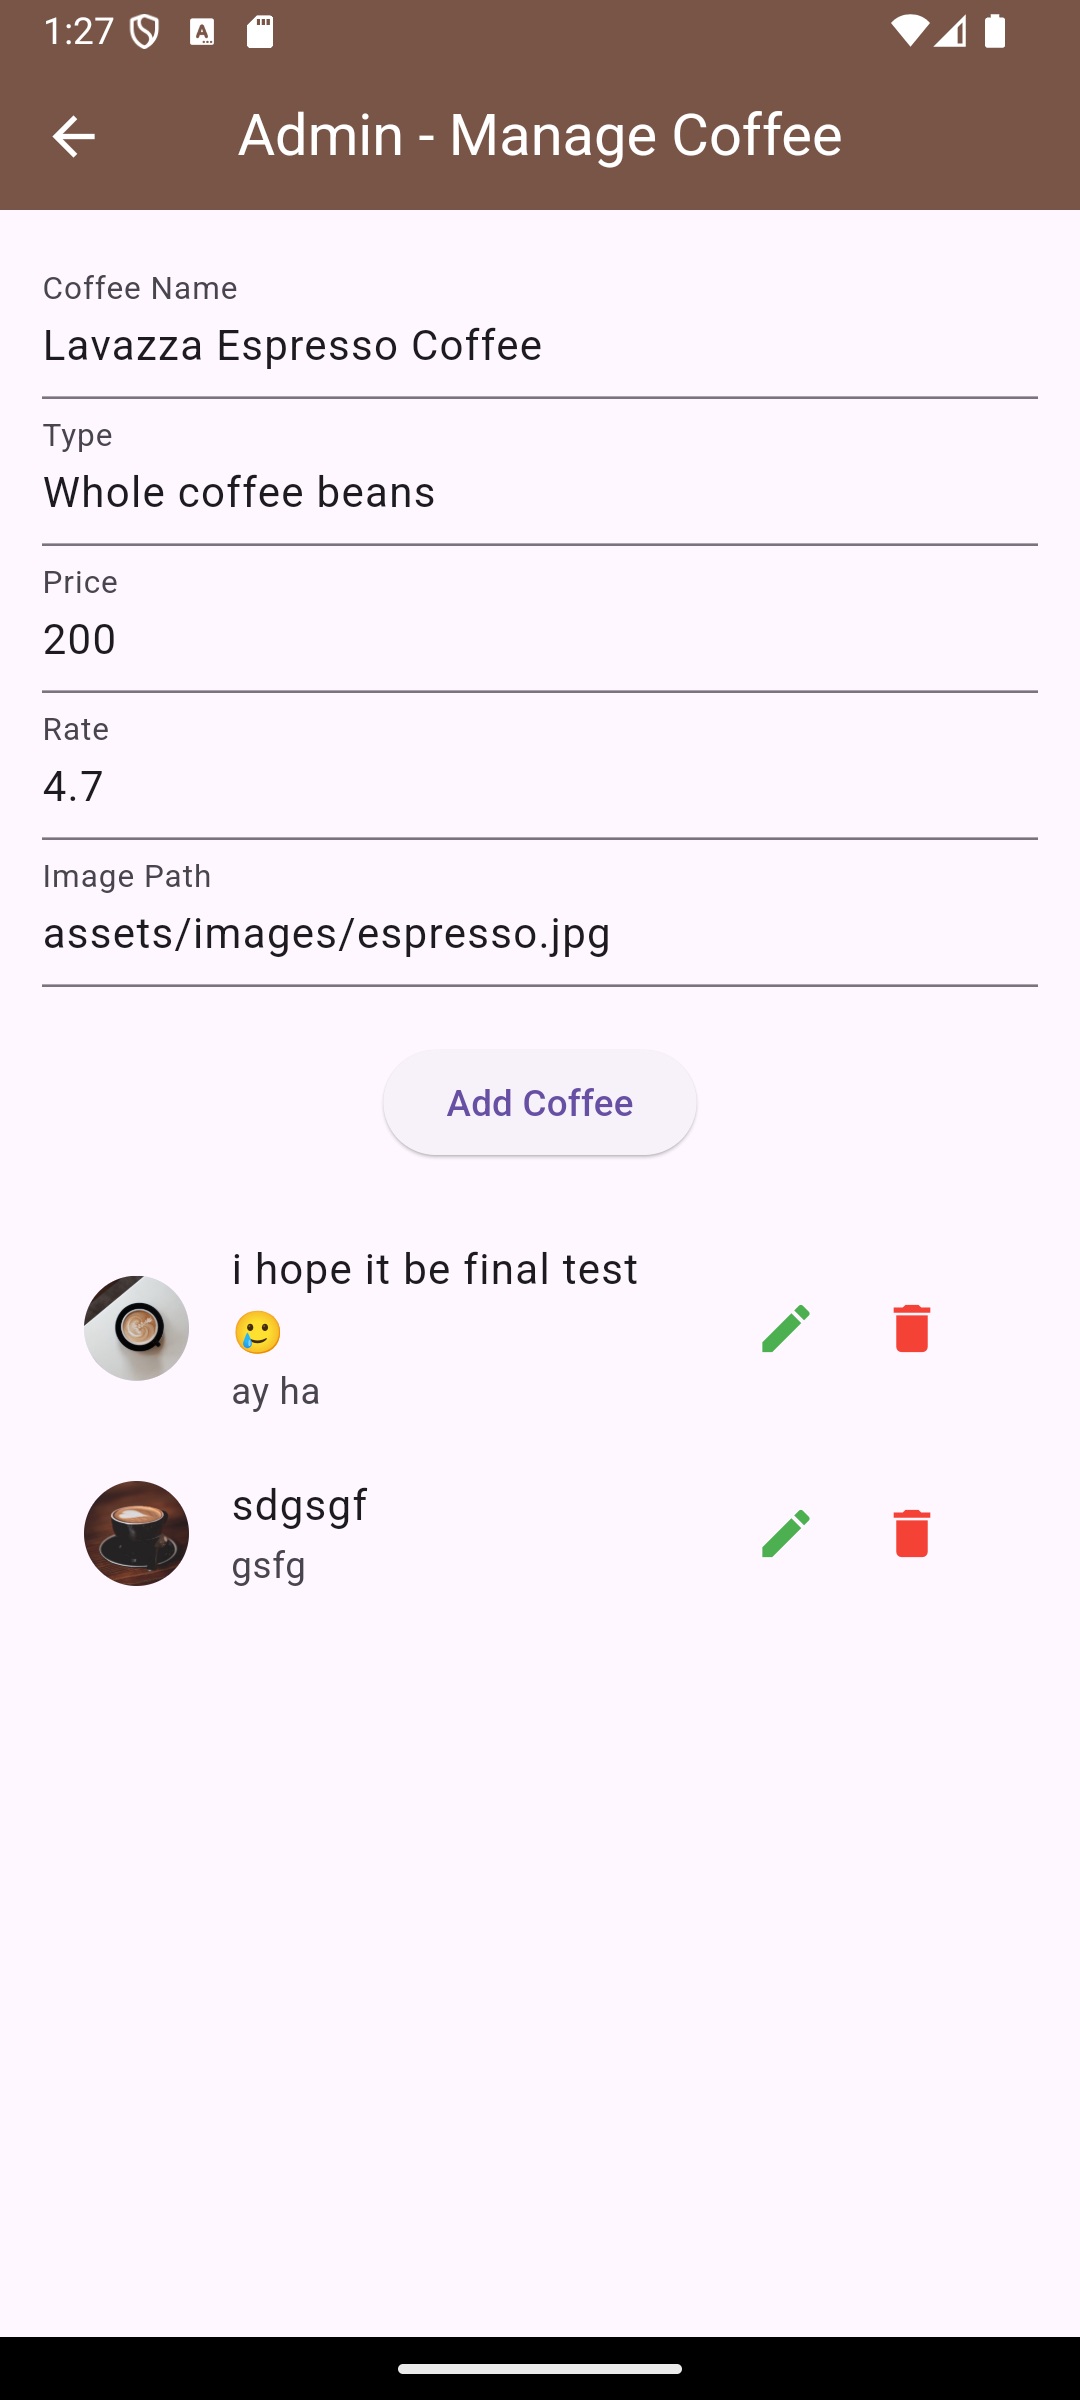 1:27
Admin - Manage Coffee
Coffee Name
Lavazza Espresso Coffee
Type
Whole coffee beans
Price
200
Rate
4.7
Image Path
assets/images/espresso.jpg
Add Coffee
i hope it be final test
🥲
ay ha
sdgsgf
gsfg